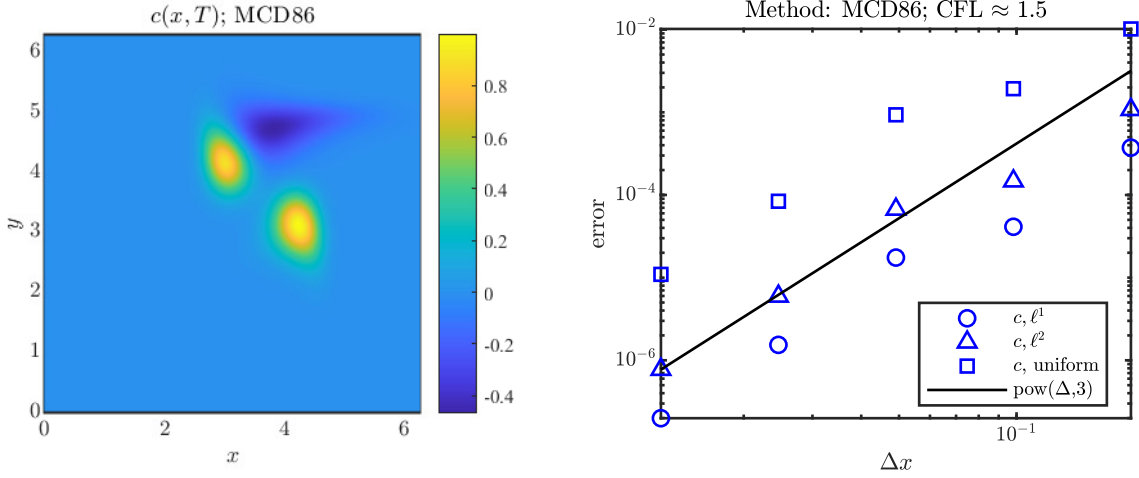 c(x, T); MCD86
6
5
4
3
2
1
0
y
0
2
4
6
x
0.8
0.6
0.4
0.2
0
-0.2
-0.4
Method: MCD86; CFL ≈ 1.5
10⁻²
10⁻⁴
10⁻⁶
error
10⁻¹
Δx
c, ℓ¹
c, ℓ²
c, uniform
pow(Δ,3)